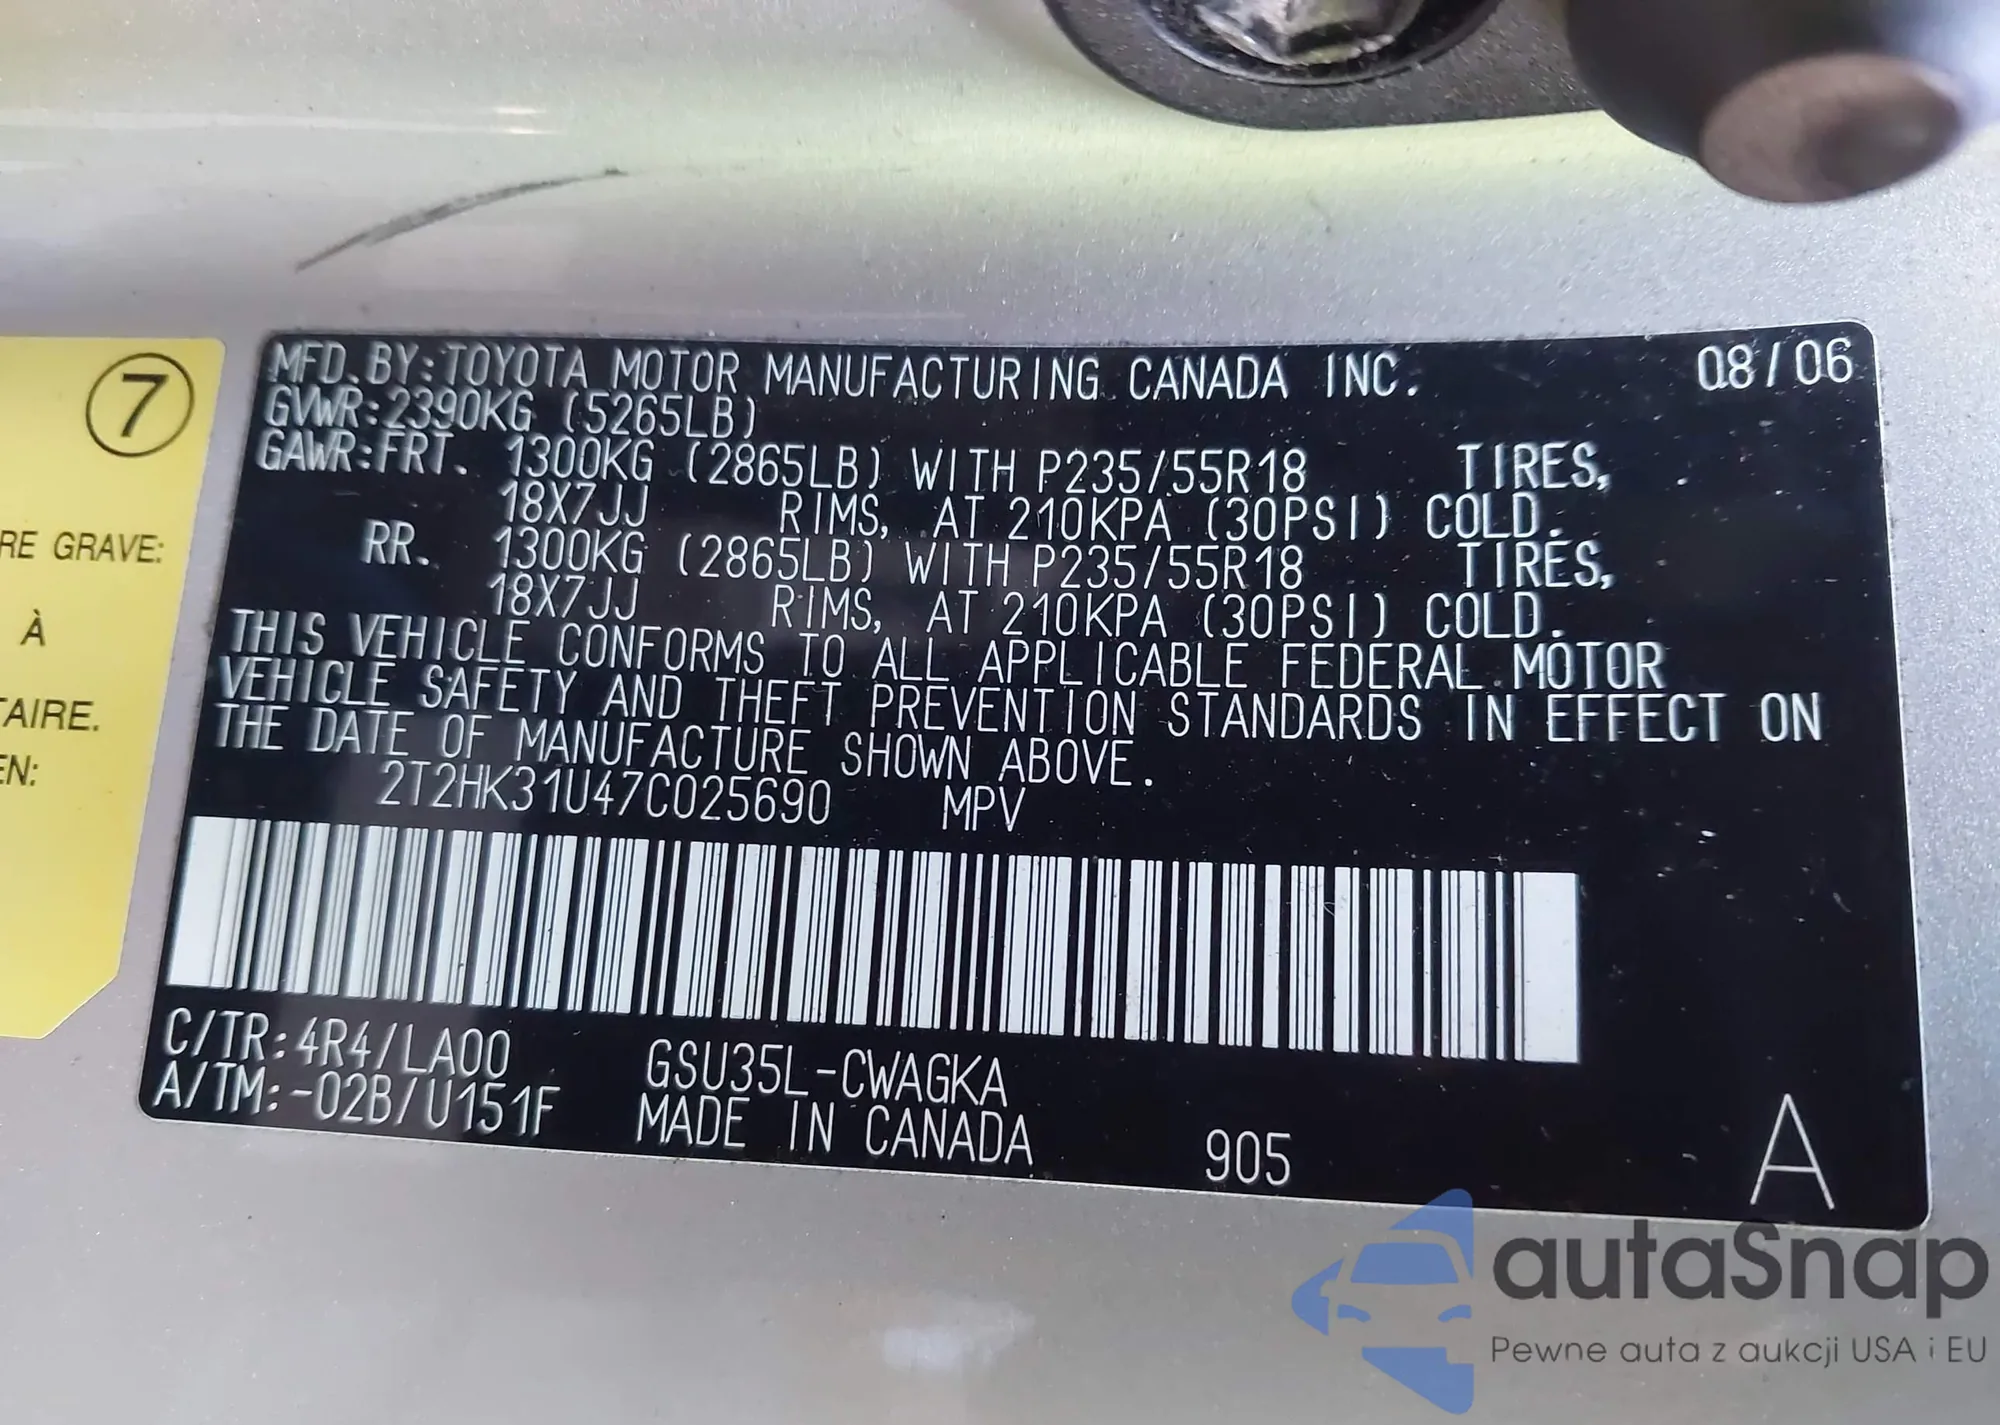 7
RE GRAVE:
À
TAIRE.
EN:
MFD. BY: TOYOTA MOTOR MANUFACTURING CANADA INC. 08/06
GVWR: 2390KG (5265LB)
GAWR: FRT. 1300KG (2865LB) WITH P235/55R18 TIRES,
18X7JJ RIMS, AT 210KPA (30PSI) COLD.
RR. 1300KG (2865LB) WITH P235/55R18 TIRES,
18X7JJ RIMS, AT 210KPA (30PSI) COLD.
THIS VEHICLE CONFORMS TO ALL APPLICABLE FEDERAL MOTOR
VEHICLE SAFETY AND THEFT PREVENTION STANDARDS IN EFFECT ON
THE DATE OF MANUFACTURE SHOWN ABOVE.
2T2HK31U47C025690 MPV
C/TR: 4R4/LA00 GSU35L-CWAGKA
A/TM: -02B/U151F MADE IN CANADA 905 A
autaSnap
Pewne auta z aukcji USA i EU